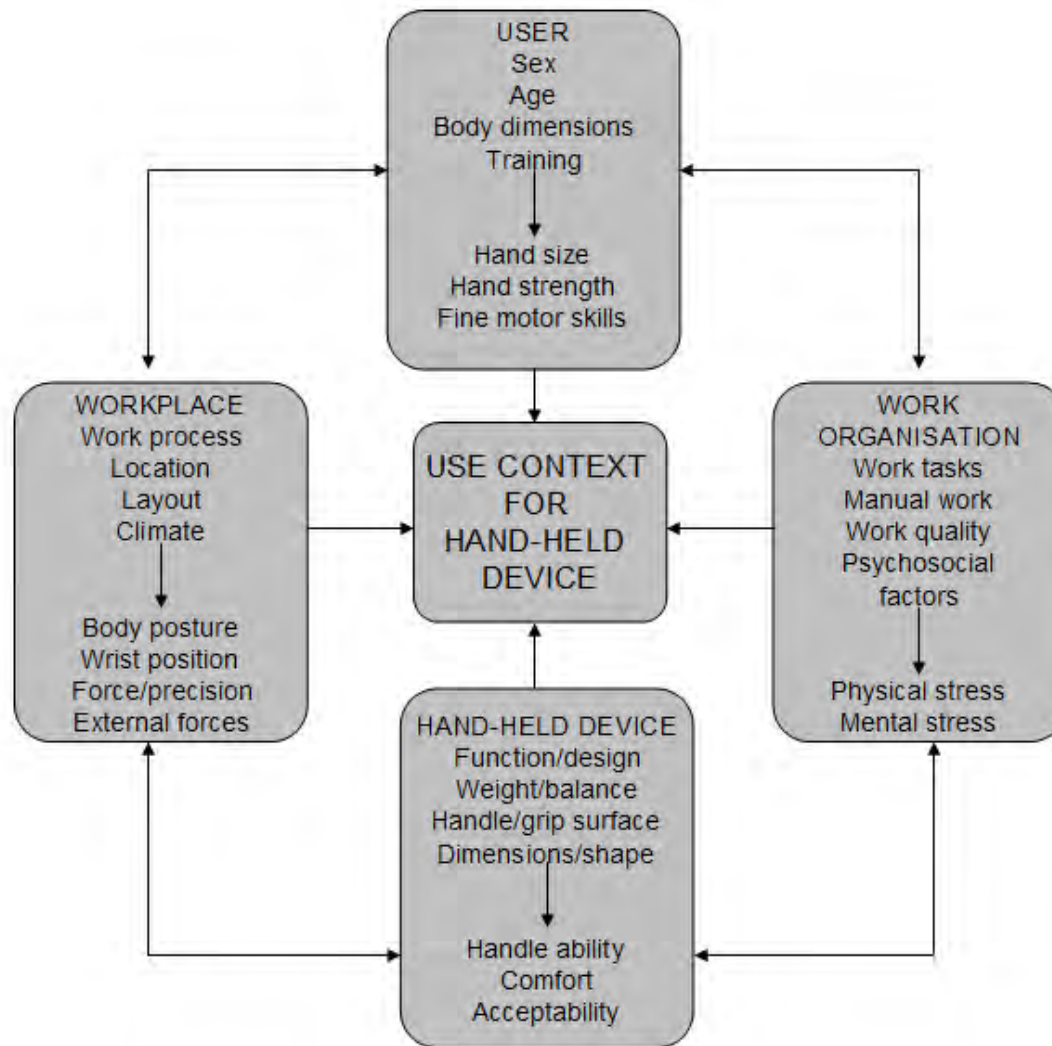 USER
Sex
Age
Body dimensions
Training
Hand size
Hand strength
Fine motor skills
WORKPLACE
Work process
Location
Layout
Climate
Body posture
Wrist position
Force/precision
External forces
USE CONTEXT
FOR
HAND-HELD
DEVICE
WORK
ORGANISATION
Work tasks
Manual work
Work quality
Psychosocial
factors
Physical stress
Mental stress
HAND-HELD DEVICE
Function/design
Weight/balance
Handle/grip surface
Dimensions/shape
Handle ability
Comfort
Acceptability